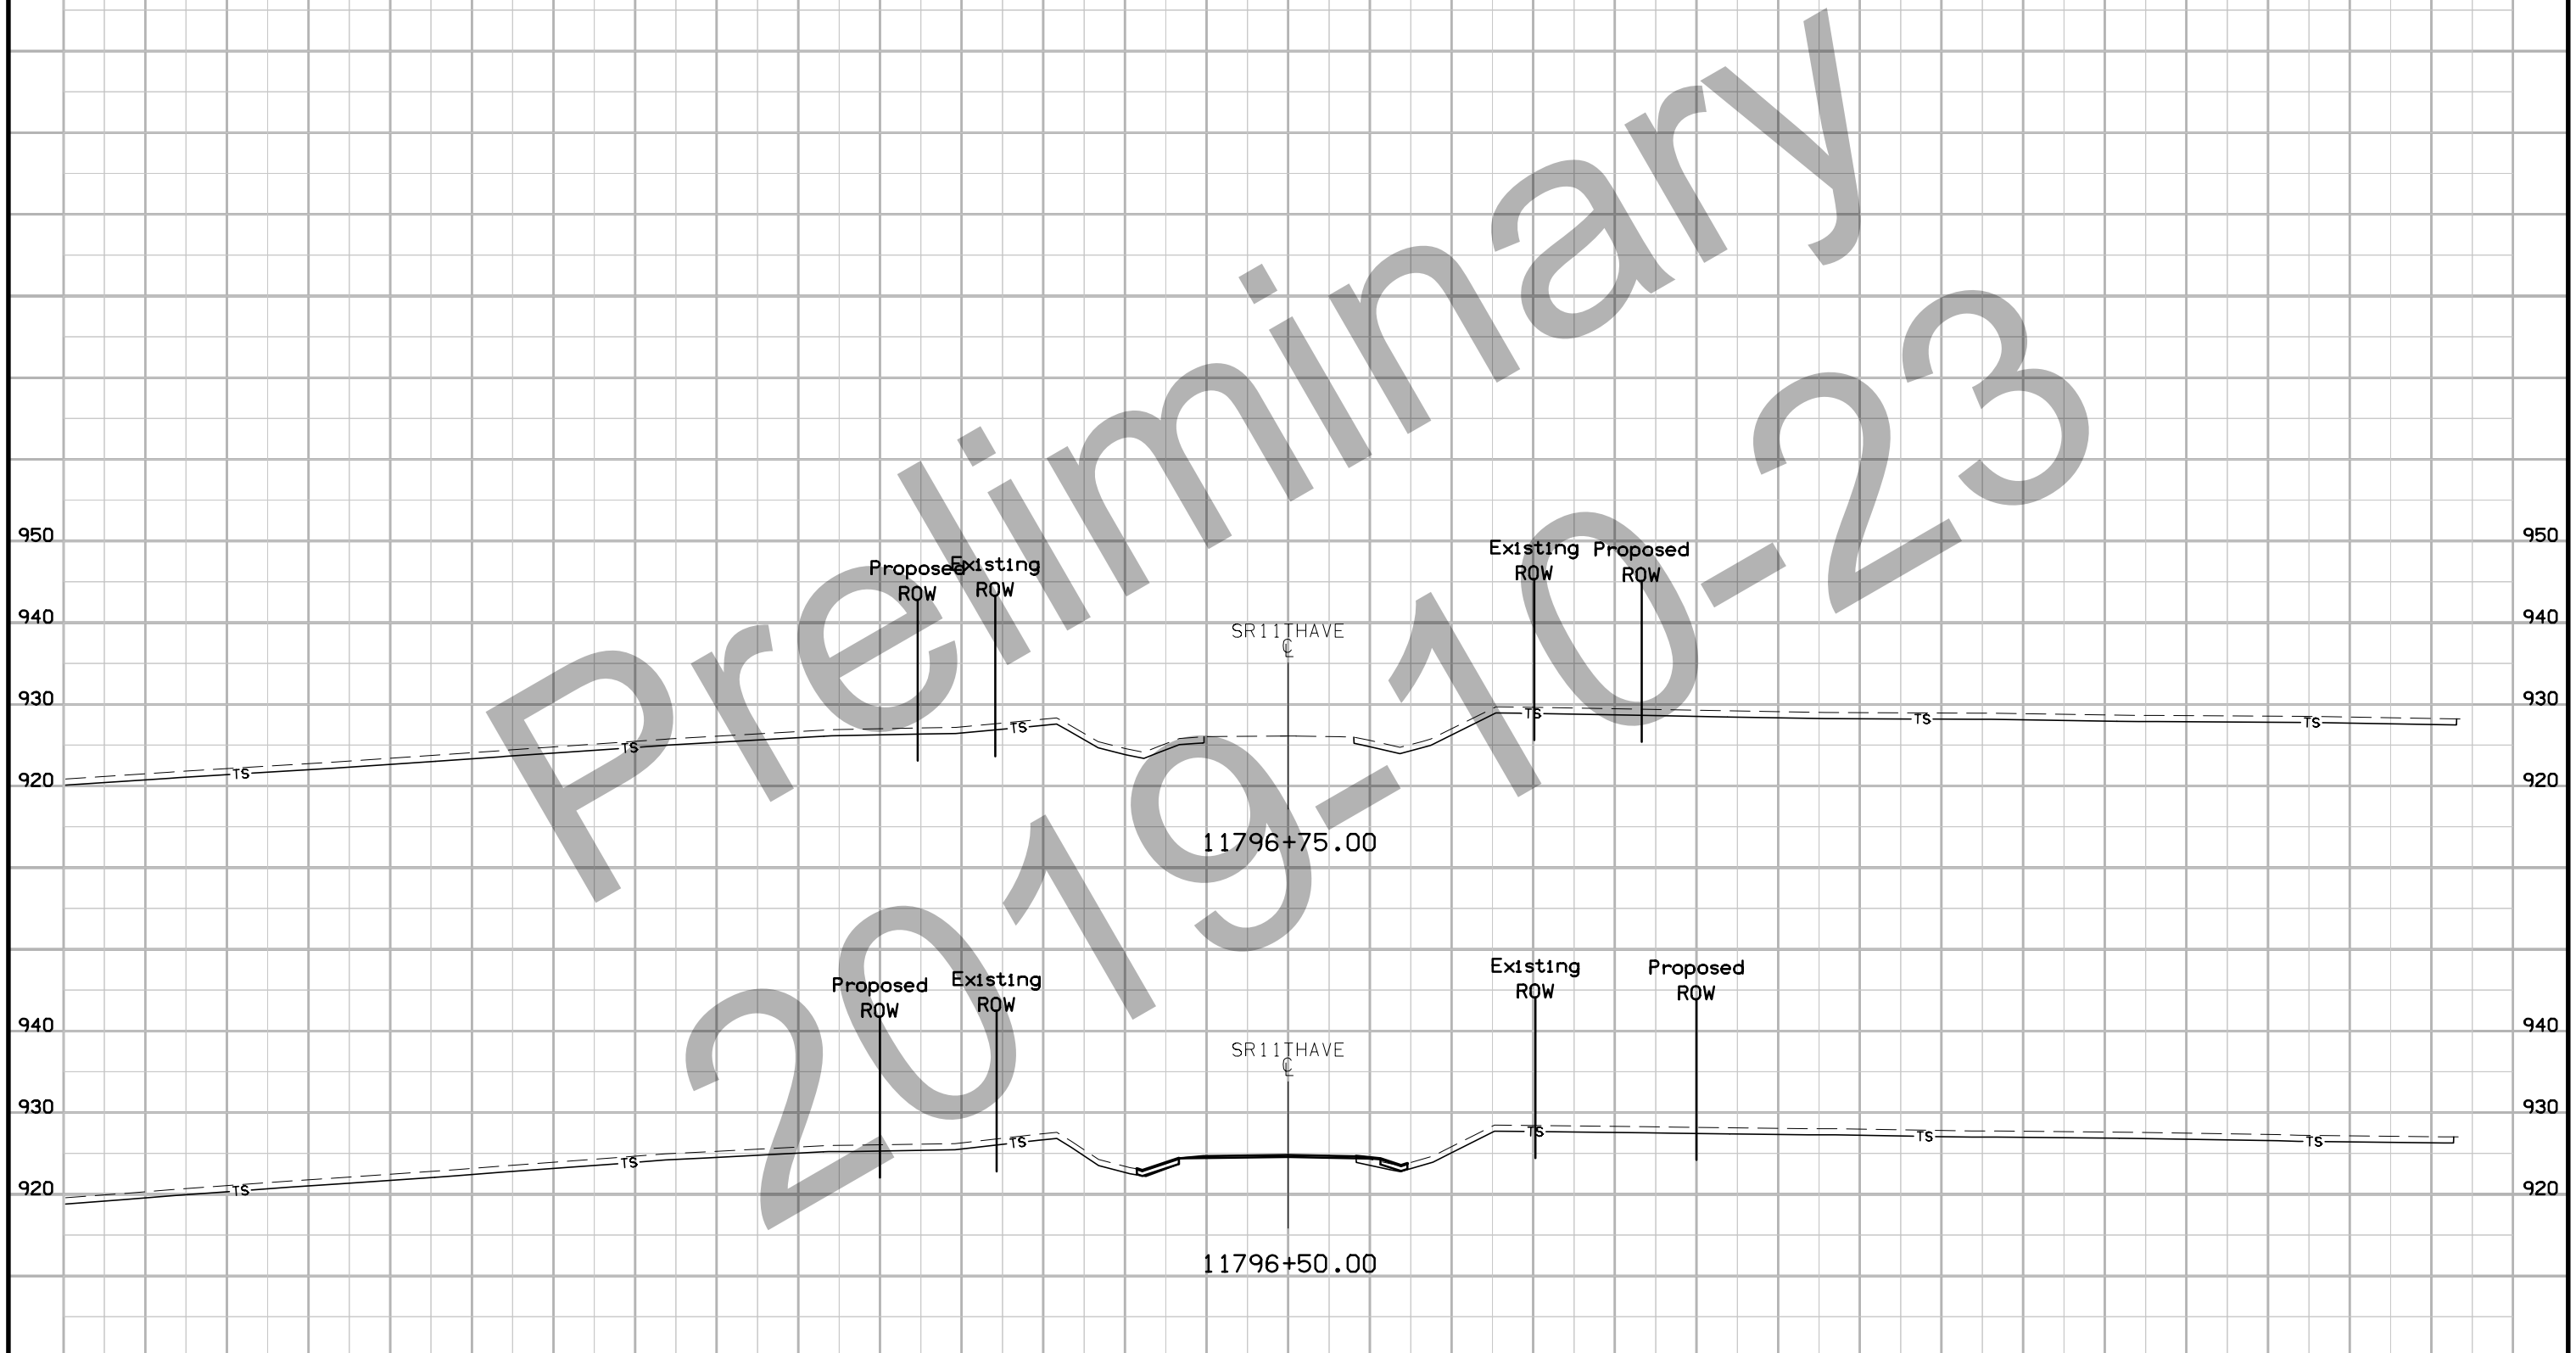 Preliminary
2019-10-23
950
950
Proposed
ROW
Existing
ROW
Existing
ROW
Proposed
ROW
940
SR11THAVE
℄
940
930
930
TS
TS
TS
TS
TS
TS
920
920
11796+75.00
Proposed
ROW
Existing
ROW
Existing
ROW
Proposed
ROW
940
SR11THAVE
℄
940
930
930
TS
TS
TS
TS
TS
TS
920
920
11796+50.00